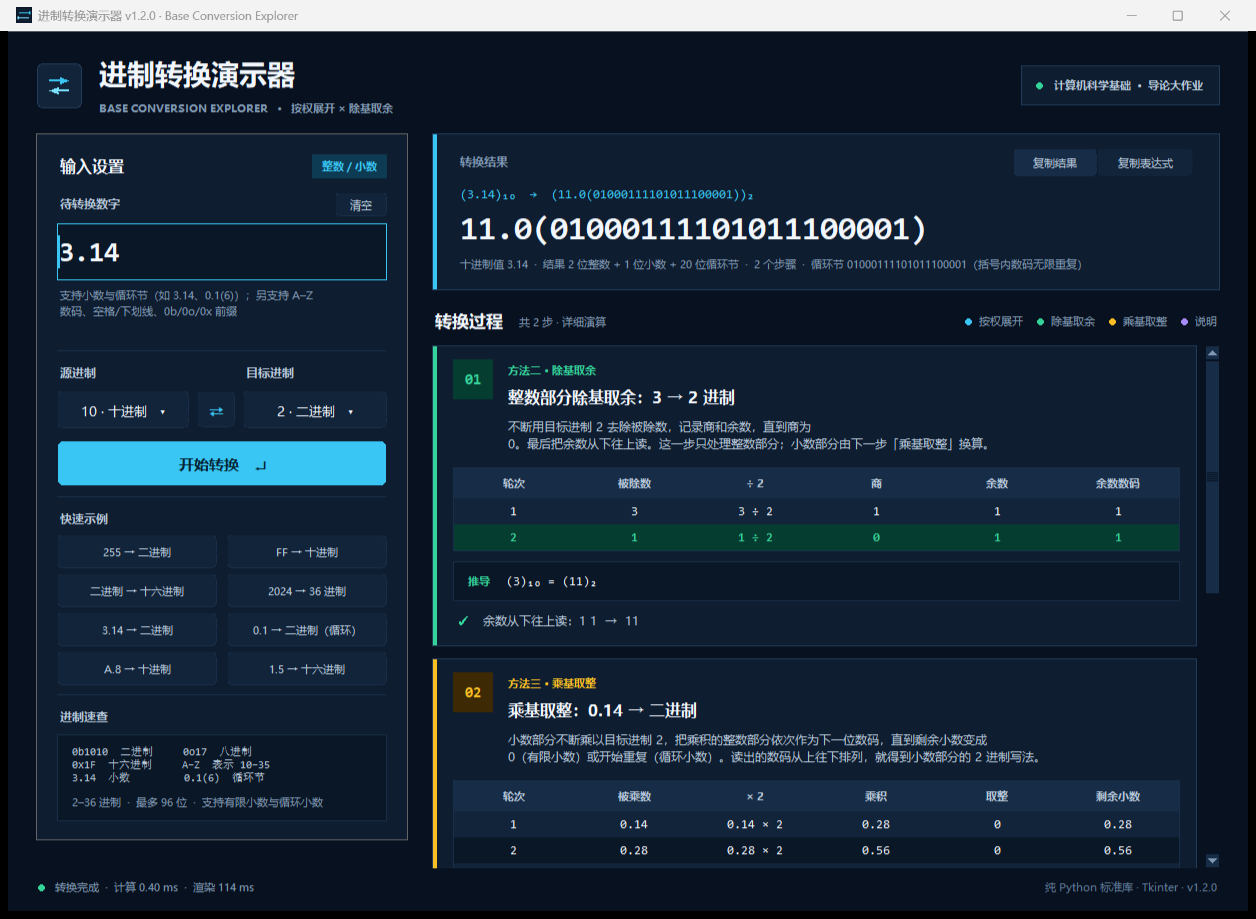 进制转换演示器 v1.2.0 · Base Conversion Explorer
进制转换演示器
BASE CONVERSION EXPLORER • 按权展开 × 除基取余
计算机科学基础 • 导论大作业
输入设置
整数 / 小数
待转换数字
清空
3.14
支持小数与循环节（如 3.14、0.1(6)）；另支持 A–Z
数码、空格/下划线、0b/0o/0x 前缀
源进制
目标进制
10 · 十进制 ▾
⇄
2 · 二进制 ▾
开始转换 ↵
快速示例
255 → 二进制
FF → 十进制
二进制 → 十六进制
2024 → 36 进制
3.14 → 二进制
0.1 → 二进制（循环）
A.8 → 十进制
1.5 → 十六进制
进制速查
0b1010 二进制 0o17 八进制
0x1F 十六进制 A-Z 表示 10-35
3.14 小数 0.1(6) 循环节
2–36 进制 · 最多 96 位 · 支持有限小数与循环小数
转换结果
复制结果
复制表达式
(3.14)₁₀ → (11.0(01000111101011100001))₂
11.0(01000111101011100001)
十进制值 3.14 · 结果 2 位整数 + 1 位小数 + 20 位循环节 · 2 个步骤 · 循环节 01000111101011100001（括号内数码无限重复）
转换过程 共 2 步 · 详细演算
按权展开 除基取余 乘基取整 说明
01
方法二 • 除基取余
整数部分除基取余：3 → 2 进制
不断用目标进制 2 去除被除数，记录商和余数，直到商为
0。最后把余数从下往上读。这一步只处理整数部分；小数部分由下一步「乘基取整」换算。
轮次 被除数 ÷ 2 商 余数 余数数码
1 3 3 ÷ 2 1 1 1
2 1 1 ÷ 2 0 1 1
推导 (3)₁₀ = (11)₂
✓ 余数从下往上读：1 1 → 11
02
方法三 • 乘基取整
乘基取整：0.14 → 二进制
小数部分不断乘以目标进制 2，把乘积的整数部分依次作为下一位数码，直到剩余小数变成
0（有限小数）或开始重复（循环小数）。读出的数码从上往下排列，就得到小数部分的 2 进制写法。
轮次 被乘数 × 2 乘积 取整 剩余小数
1 0.14 0.14 × 2 0.28 0 0.28
2 0.28 0.28 × 2 0.56 0 0.56
转换完成 · 计算 0.40 ms · 渲染 114 ms
纯 Python 标准库 · Tkinter · v1.2.0